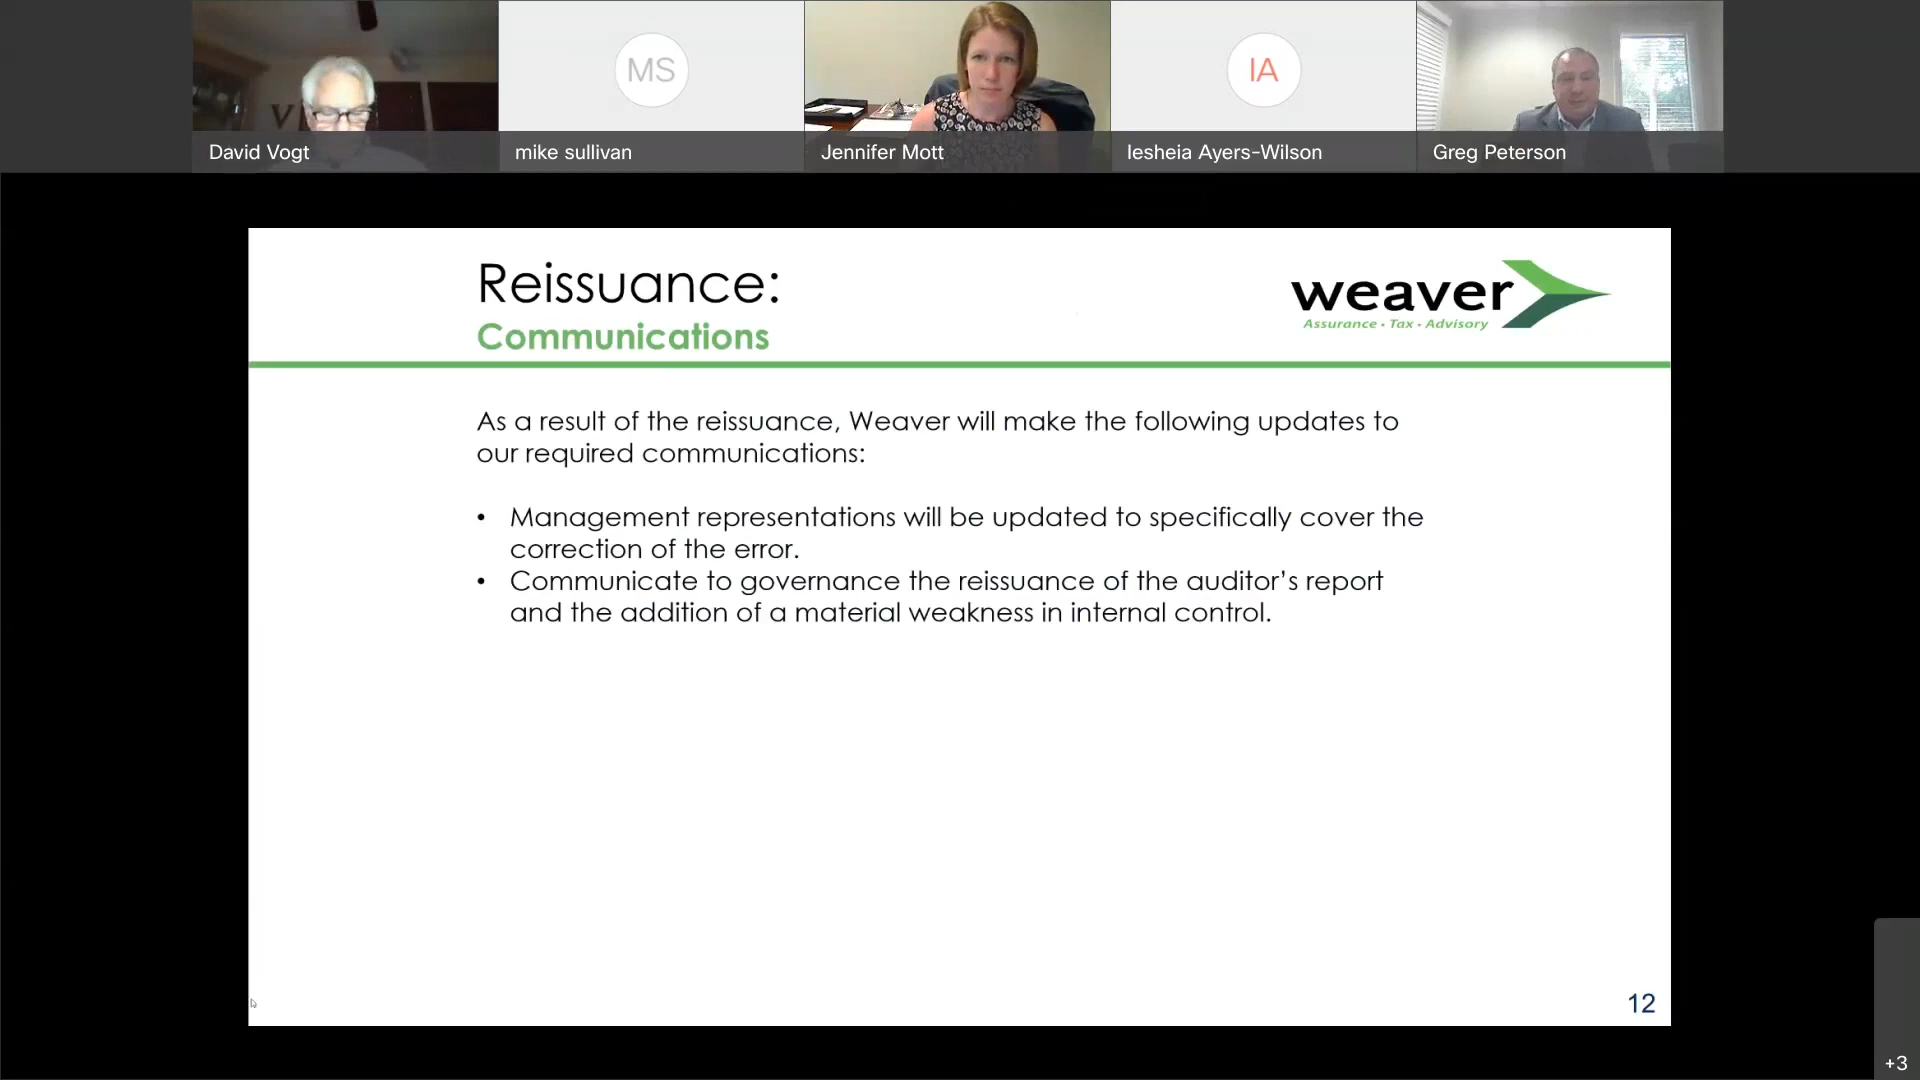 MS
IA
David Vogt
mike sullivan
Jennifer Mott
Iesheia Ayers-Wilson
Greg Peterson
Reissuance:
Communications
weaver
Assurance • Tax • Advisory
As a result of the reissuance, Weaver will make the following updates to
our required communications:
• Management representations will be updated to specifically cover the
correction of the error.
• Communicate to governance the reissuance of the auditor’s report
and the addition of a material weakness in internal control.
12
+3